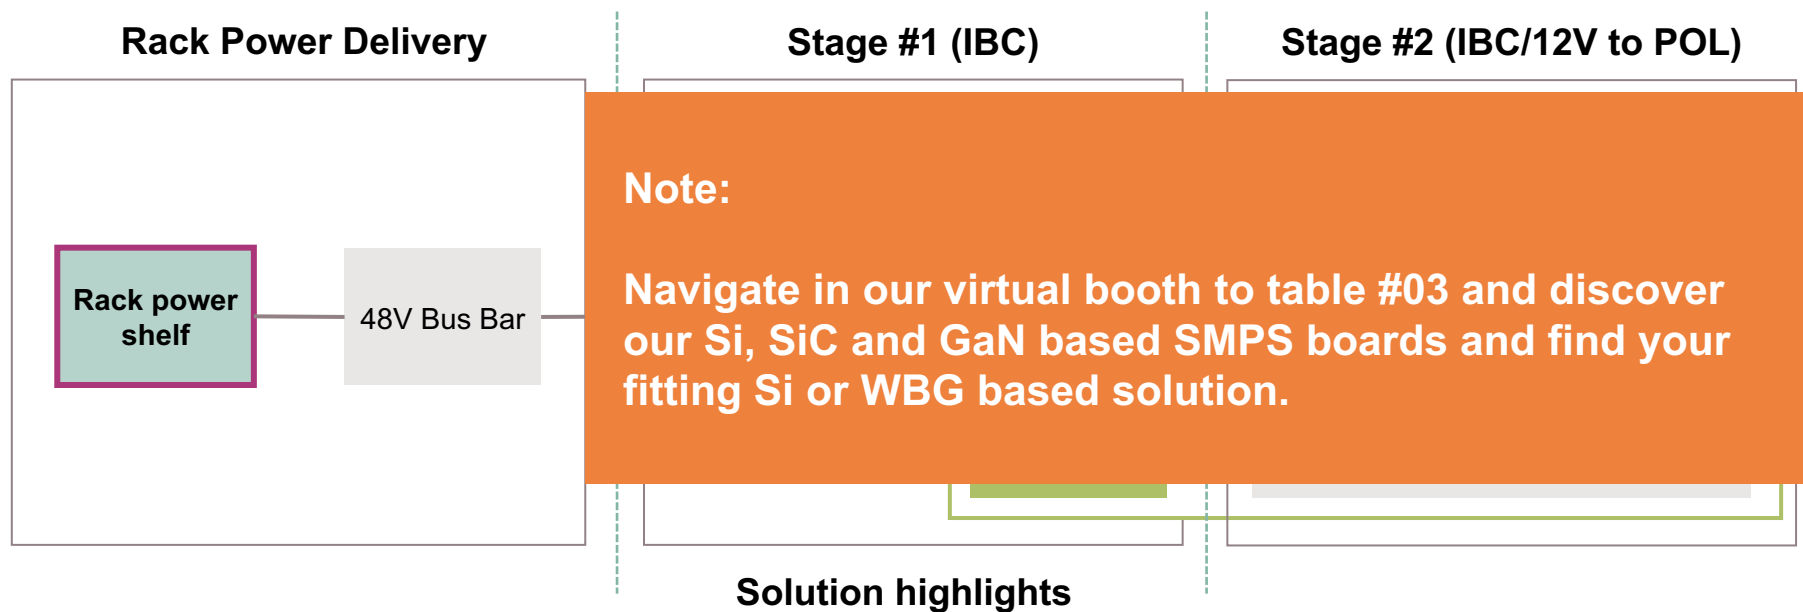 Rack Power Delivery
Stage #1 (IBC)
Stage #2 (IBC/12V to POL)
Rack power
shelf
48V Bus Bar
Note:
Navigate in our virtual booth to table #03 and discover
our Si, SiC and GaN based SMPS boards and find your
fitting Si or WBG based solution.
Solution highlights